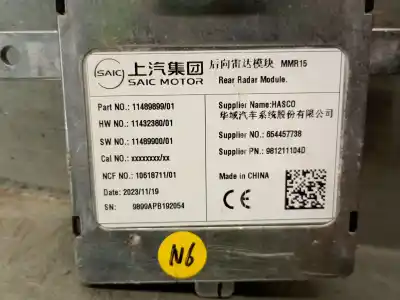 SAIC
上汽集团
SAIC MOTOR
后向雷达模块 MMR15
Rear Radar Module.
Part NO.: 11489899/01
HW NO.: 11432380/01
SW NO.: 11489900/01
Cal No.: xxxxxxxx/xx
NCF NO.: 10618711/01
Date: 2023/11/19
SN: 9899APB192054
Supplier Name:HASCO
华域汽车系统股份有限公司
Supplier NO.: 654457738
Supplier PN.: 981211104D
Made in CHINA
CE
N6